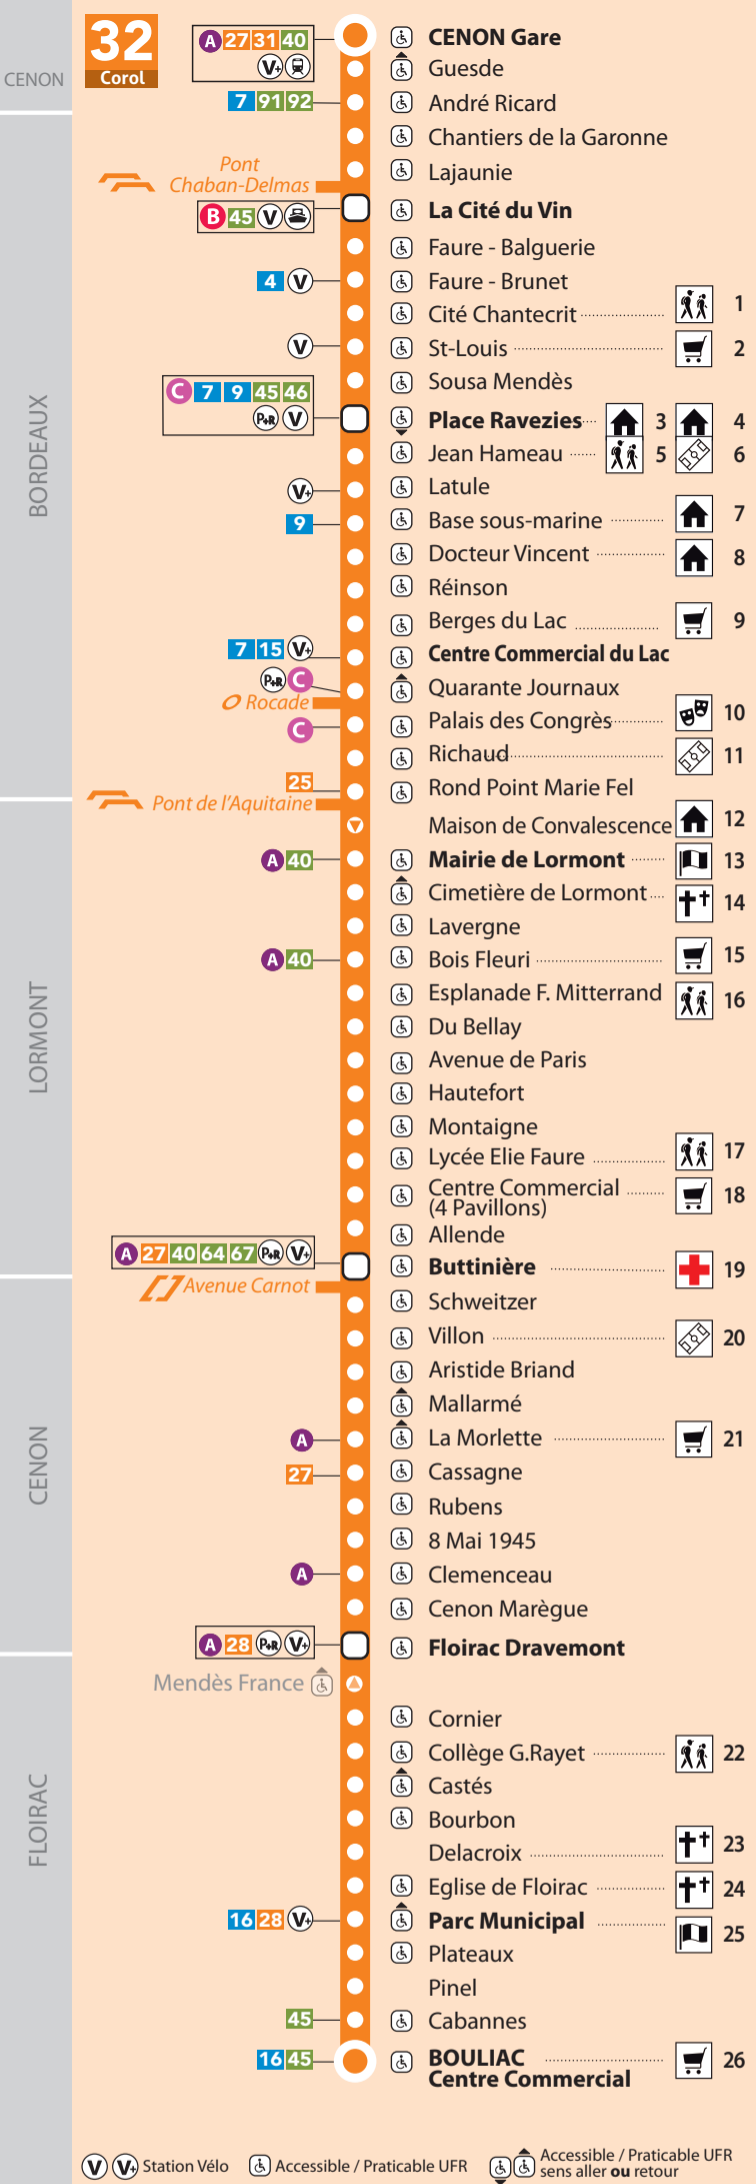 32
Corol
CENON
A 27 31 40
V+
CENON Gare
Guesde
7 91 92
André Ricard
Chantiers de la Garonne
Lajaunie
Pont
Chaban-Delmas
B 45 V
La Cité du Vin
Faure - Balguerie
4 V
Faure - Brunet
Cité Chantecrit 1
V
St-Louis 2
Sousa Mendès
C 7 9 45 46
P+R V
Place Ravezies 3 4
BORDEAUX
Jean Hameau 5 6
V+
Latule
9
Base sous-marine 7
Docteur Vincent 8
Réinson
Berges du Lac 9
7 15 V+
Centre Commercial du Lac
P+R C
Quarante Journaux
Rocade
C
Palais des Congrès 10
Richaud 11
25
Rond Point Marie Fel
Pont de l'Aquitaine
Maison de Convalescence 12
A 40
Mairie de Lormont 13
Cimetière de Lormont 14
Lavergne
A 40
Bois Fleuri 15
Esplanade F. Mitterrand 16
LORMONT
Du Bellay
Avenue de Paris
Hautefort
Montaigne
Lycée Elie Faure 17
Centre Commercial 18
(4 Pavillons)
Allende
A 27 40 64 67 P+R V+
Buttinière 19
Avenue Carnot
Schweitzer
Villon 20
Aristide Briand
Mallarmé
A
La Morlette 21
CENON
27
Cassagne
Rubens
8 Mai 1945
A
Clemenceau
Cenon Marègue
A 28 P+R V+
Floirac Dravemont
Mendès France
Cornier
Collège G.Rayet 22
Castés
FLOIRAC
Bourbon
Delacroix 23
Eglise de Floirac 24
16 28 V+
Parc Municipal 25
Plateaux
Pinel
45
Cabannes
16 45
BOULIAC 26
Centre Commercial
V V+ Station Vélo
Accessible / Praticable UFR
Accessible / Praticable UFR
sens aller ou retour